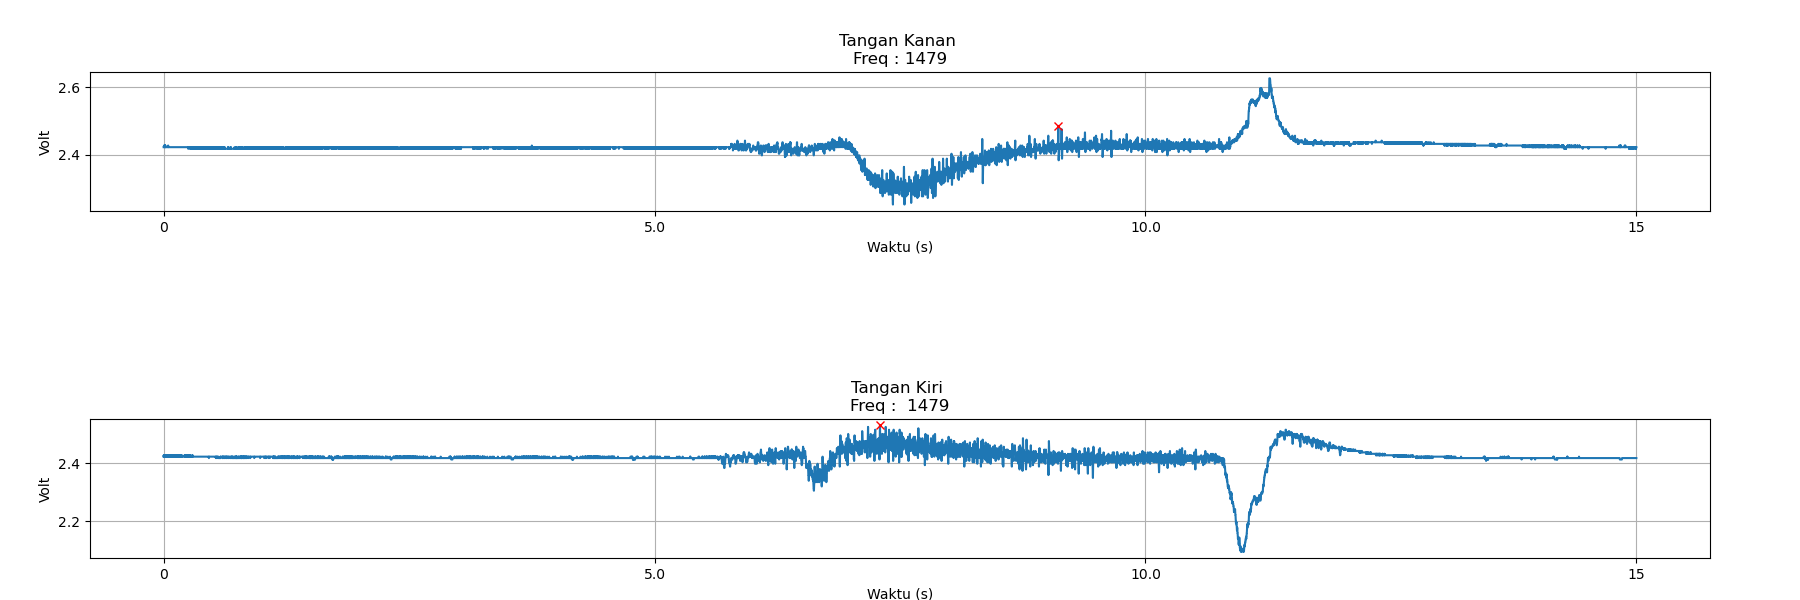 Tangan Kanan
Freq : 1479
2.6
2.4
Volt
0
5.0
10.0
15
Waktu (s)
Tangan Kiri
Freq :  1479
2.4
2.2
Volt
0
5.0
10.0
15
Waktu (s)